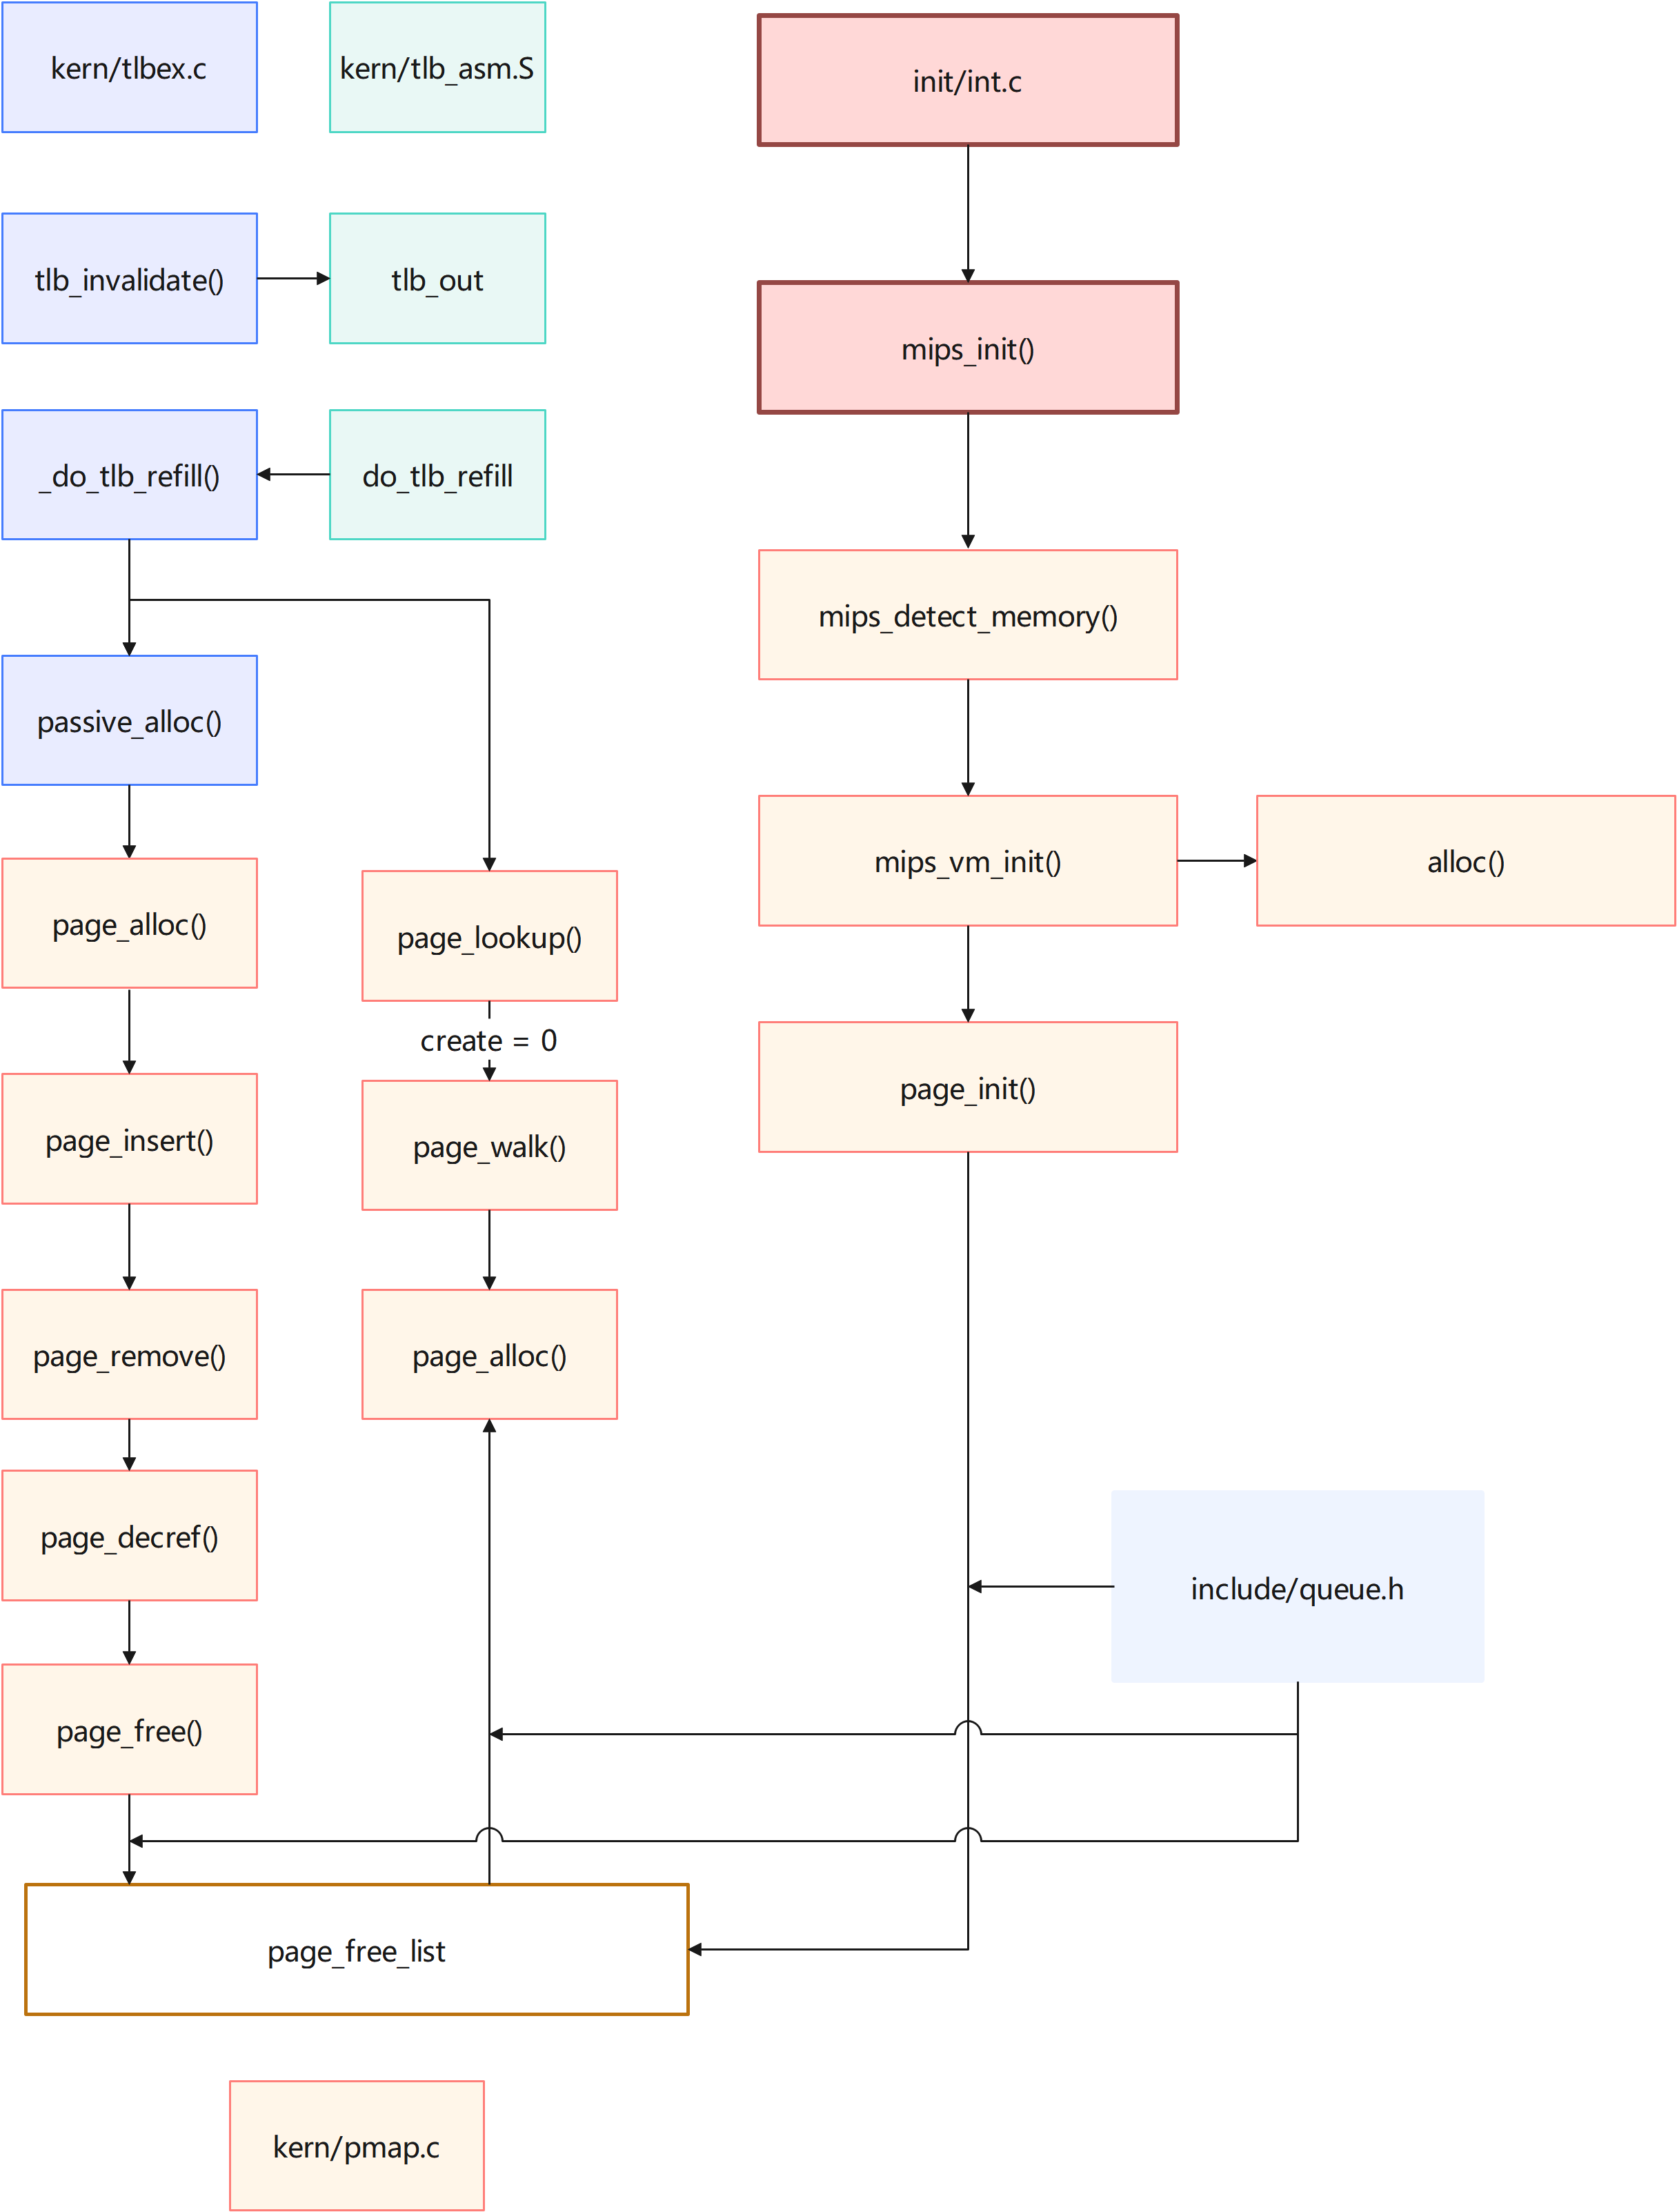 kern/tlbex.c
kern/tlb_asm.S
init/int.c
tlb_invalidate()
tlb_out
mips_init()
_do_tlb_refill()
do_tlb_refill
mips_detect_memory()
passive_alloc()
mips_vm_init()
alloc()
page_alloc()
page_lookup()
create = 0
page_init()
page_insert()
page_walk()
page_remove()
page_alloc()
page_decref()
include/queue.h
page_free()
page_free_list
kern/pmap.c